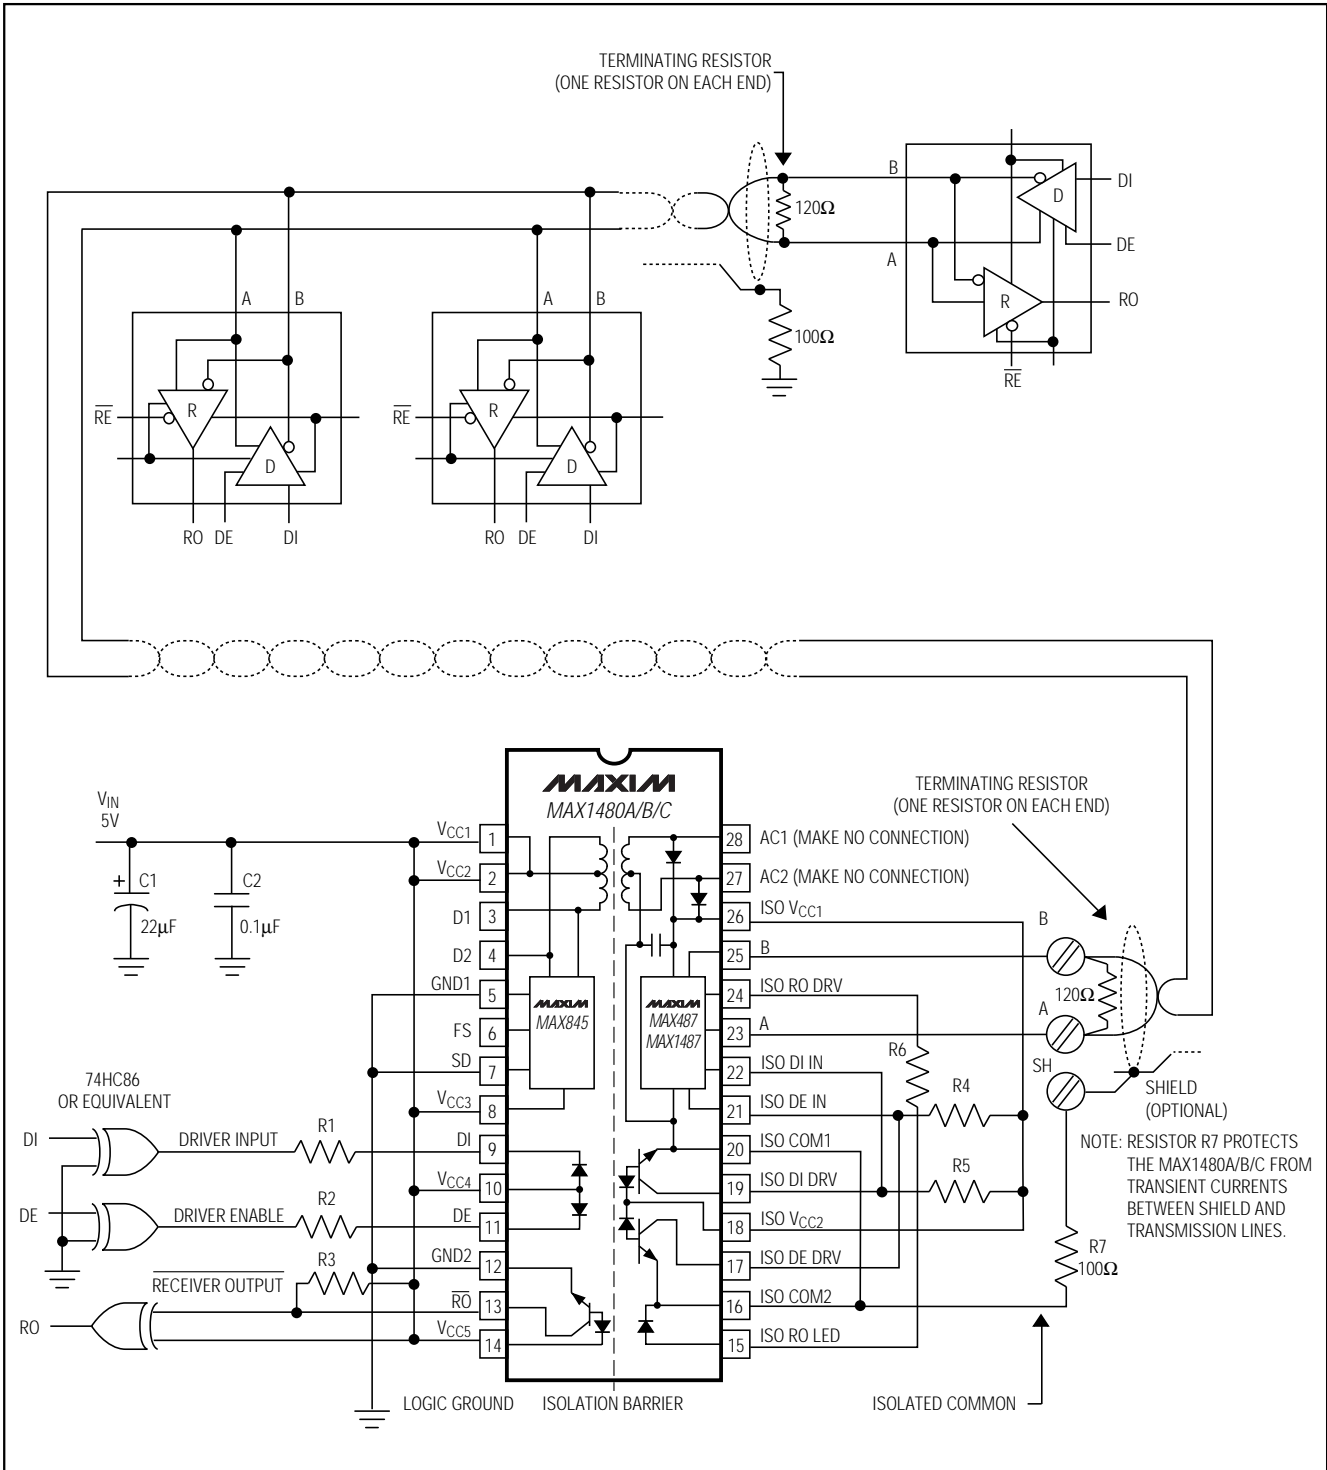 TERMINATING RESISTOR
(ONE RESISTOR ON EACH END)
B
D
DI
120Ω
DE
A
R
RO
100Ω
RE
A B
A B
RE
R
D
RO DE DI
RE
R
D
RO DE DI
MAXIM
MAX1480A/B/C
TERMINATING RESISTOR
(ONE RESISTOR ON EACH END)
VIN
5V
C1
22µF
C2
0.1µF
+
VCC1
1
VCC2
2
D1
3
D2
4
GND1
5
FS
6
SD
7
VCC3
8
DI
9
VCC4
10
DE
11
GND2
12
RO
13
VCC5
14
MAXIM
MAX845
MAXIM
MAX487
MAX1487
28 AC1 (MAKE NO CONNECTION)
27 AC2 (MAKE NO CONNECTION)
26 ISO VCC1
25 B
24 ISO RO DRV
23 A
22 ISO DI IN
21 ISO DE IN
20 ISO COM1
19 ISO DI DRV
18 ISO VCC2
17 ISO DE DRV
16 ISO COM2
15 ISO RO LED
B
120Ω
A
R6
SH
R4
SHIELD
(OPTIONAL)
R5
NOTE: RESISTOR R7 PROTECTS
THE MAX1480A/B/C FROM
TRANSIENT CURRENTS
BETWEEN SHIELD AND
TRANSMISSION LINES.
R7
100Ω
74HC86
OR EQUIVALENT
DI
DRIVER INPUT
R1
DE
DRIVER ENABLE
R2
R3
RECEIVER OUTPUT
RO
LOGIC GROUND
ISOLATION BARRIER
ISOLATED COMMON